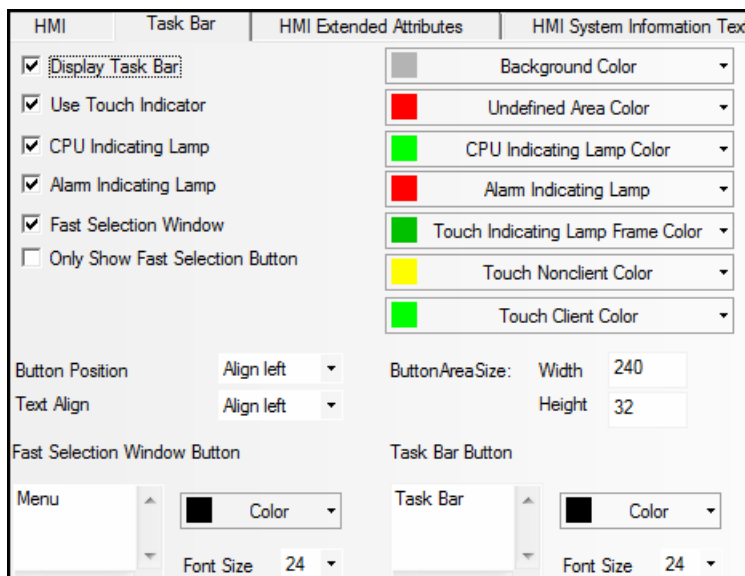 HMI Task Bar HMI Extended Attributes HMI System Information Text
Display Task Bar Background Color
Use Touch Indicator Undefined Area Color
CPU Indicating Lamp CPU Indicating Lamp Color
Alarm Indicating Lamp Alarm Indicating Lamp
Fast Selection Window Touch Indicating Lamp Frame Color
Only Show Fast Selection Button Touch Nonclient Color
Touch Client Color
Button Position Align left ButtonAreaSize: Width 240
Text Align Align left Height 32
Fast Selection Window Button Task Bar Button
Menu Color Task Bar Color
Font Size 24 Font Size 24